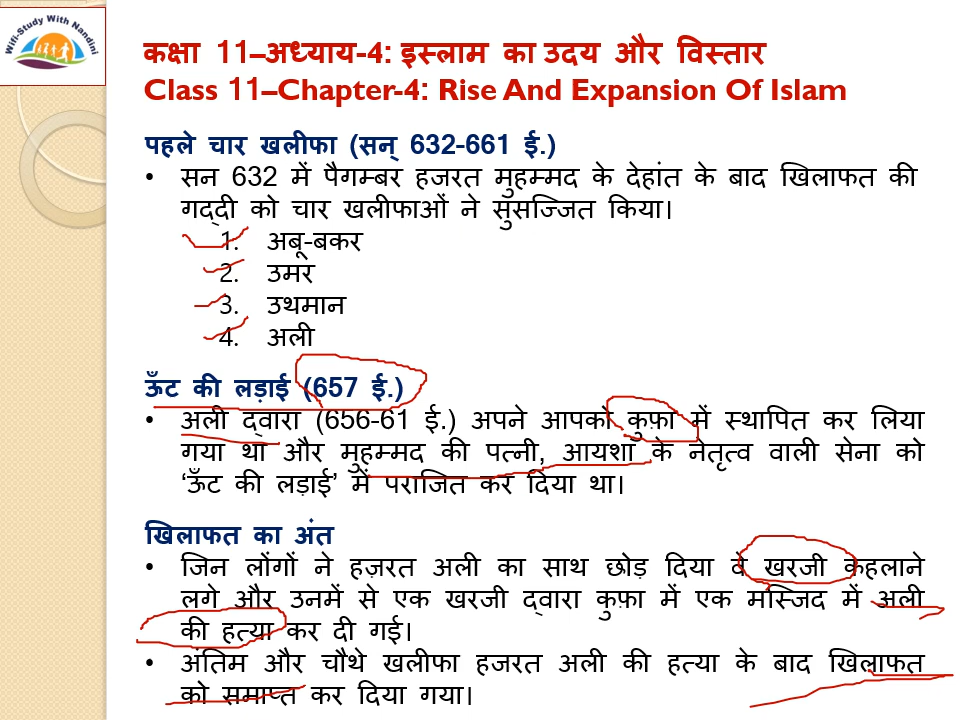 Wifi-Study With Nandini
कक्षा 11–अध्याय-4: इस्लाम का उदय और विस्तार
Class 11–Chapter-4: Rise And Expansion Of Islam
पहले चार खलीफा (सन् 632-661 ई.)
• सन 632 में पैगम्बर हजरत मुहम्मद के देहांत के बाद खिलाफत की
गद्दी को चार खलीफाओं ने सुसज्जित किया।
1. अबू-बकर
2. उमर
3. उथमान
4. अली
ऊँट की लड़ाई (657 ई.)
• अली द्वारा (656-61 ई.) अपने आपको कुफ़ा में स्थापित कर लिया
गया था और मुहम्मद की पत्नी, आयशा के नेतृत्व वाली सेना को
‘ऊँट की लड़ाई’ में पराजित कर दिया था।
खिलाफत का अंत
• जिन लोंगों ने हज़रत अली का साथ छोड़ दिया वे खरजी कहलाने
लगे और उनमें से एक खरजी द्वारा कुफ़ा में एक मस्जिद में अली
की हत्या कर दी गई।
• अंतिम और चौथे खलीफा हजरत अली की हत्या के बाद खिलाफत
को समाप्त कर दिया गया।